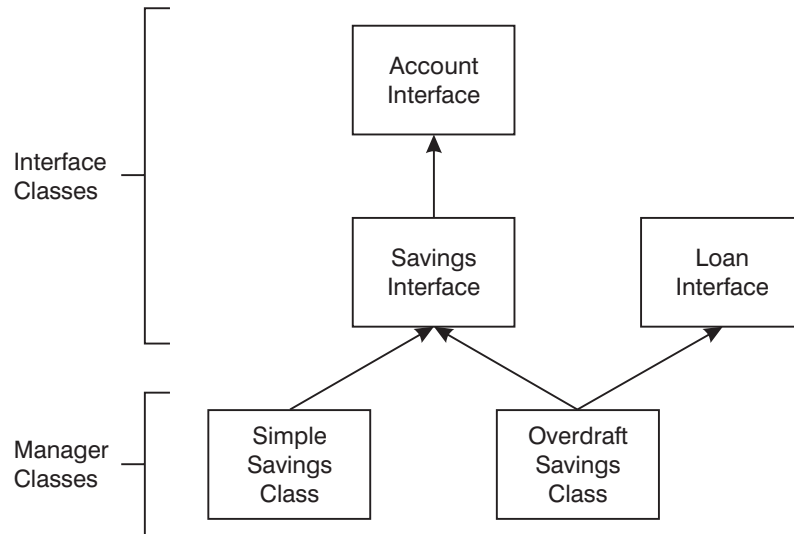 Account
Interface
Interface
Classes
Savings
Interface
Loan
Interface
Manager
Classes
Simple
Savings
Class
Overdraft
Savings
Class